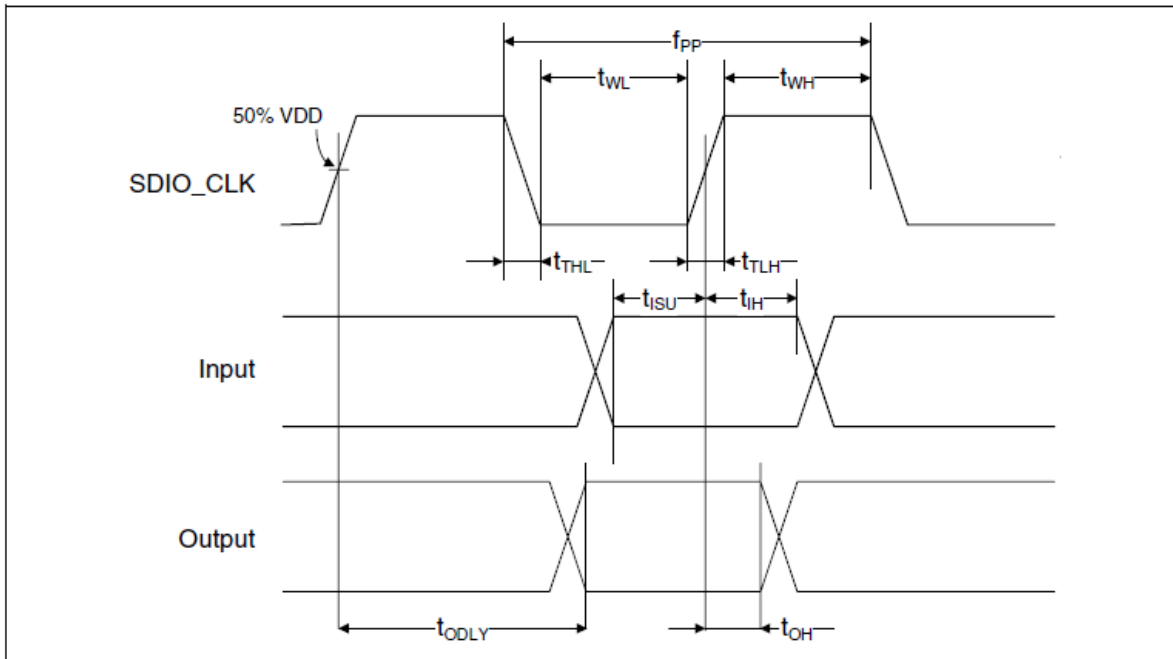 fPP
tWL
tWH
50% VDD
SDIO_CLK
tTHL
tTLH
tISU
tIH
Input
Output
tODLY
tOH